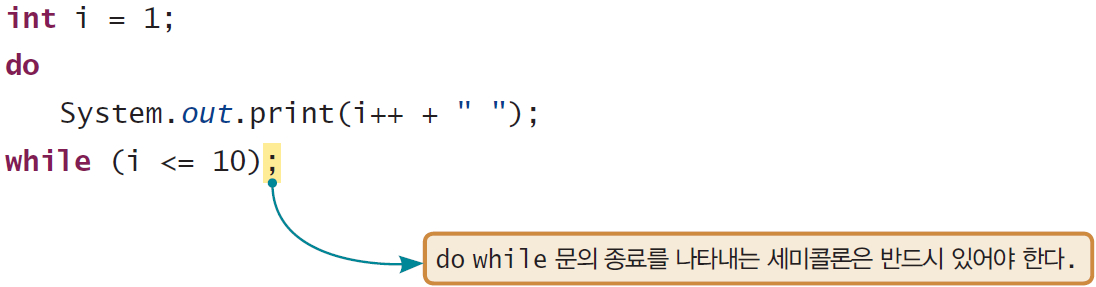 int i = 1;
do
System.out.print(i++ + " ");
while (i <= 10);
do while 문의 종료를 나타내는 세미콜론은 반드시 있어야 한다.